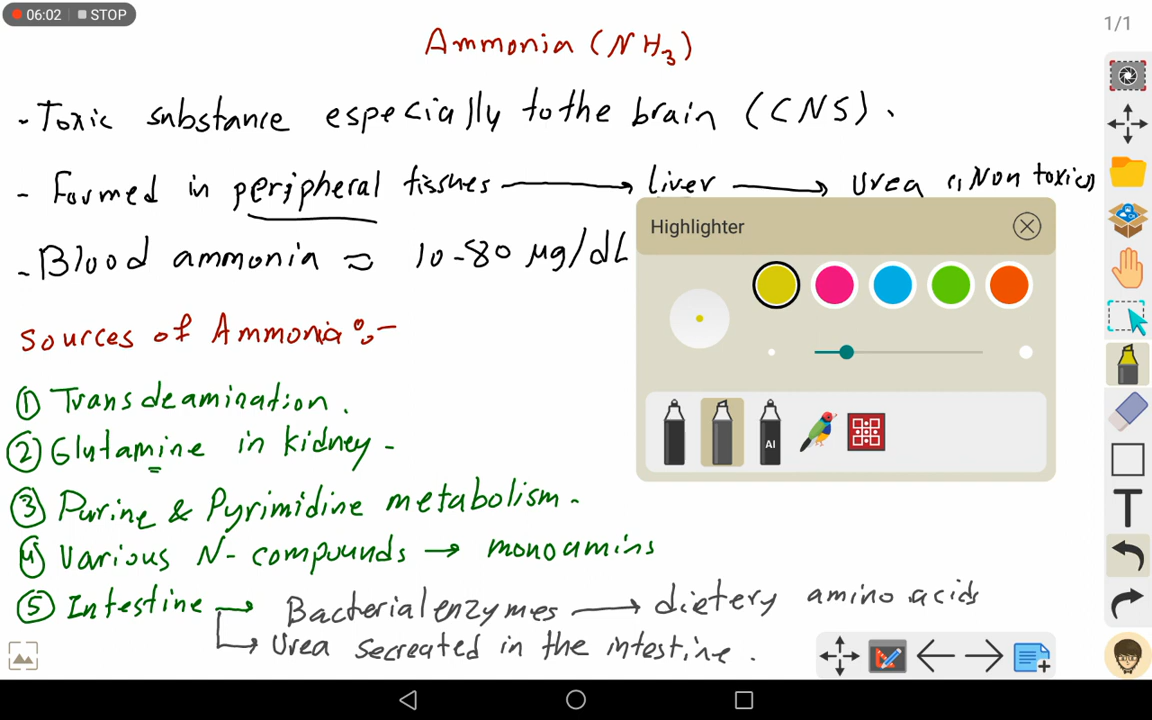 06:02 STOP
1/1
Ammonia (NH3)
- Toxic substance especially to the brain (CNS).
- Formed in peripheral tissses → liver → Urea "Non toxic"
- Blood ammonia ≈ 10-80 µg/dL
Highlighter
Sources of Ammonia:-
① Transdeamination.
② Glutamine in kidney -
③ Purine & Pyrimidine metabolism.
④ Various N- compounds → monoamins
⑤ Intestine → Bacterial enzymes → dietery amino acids
↳ Urea secreated in the intestine.
AI
T